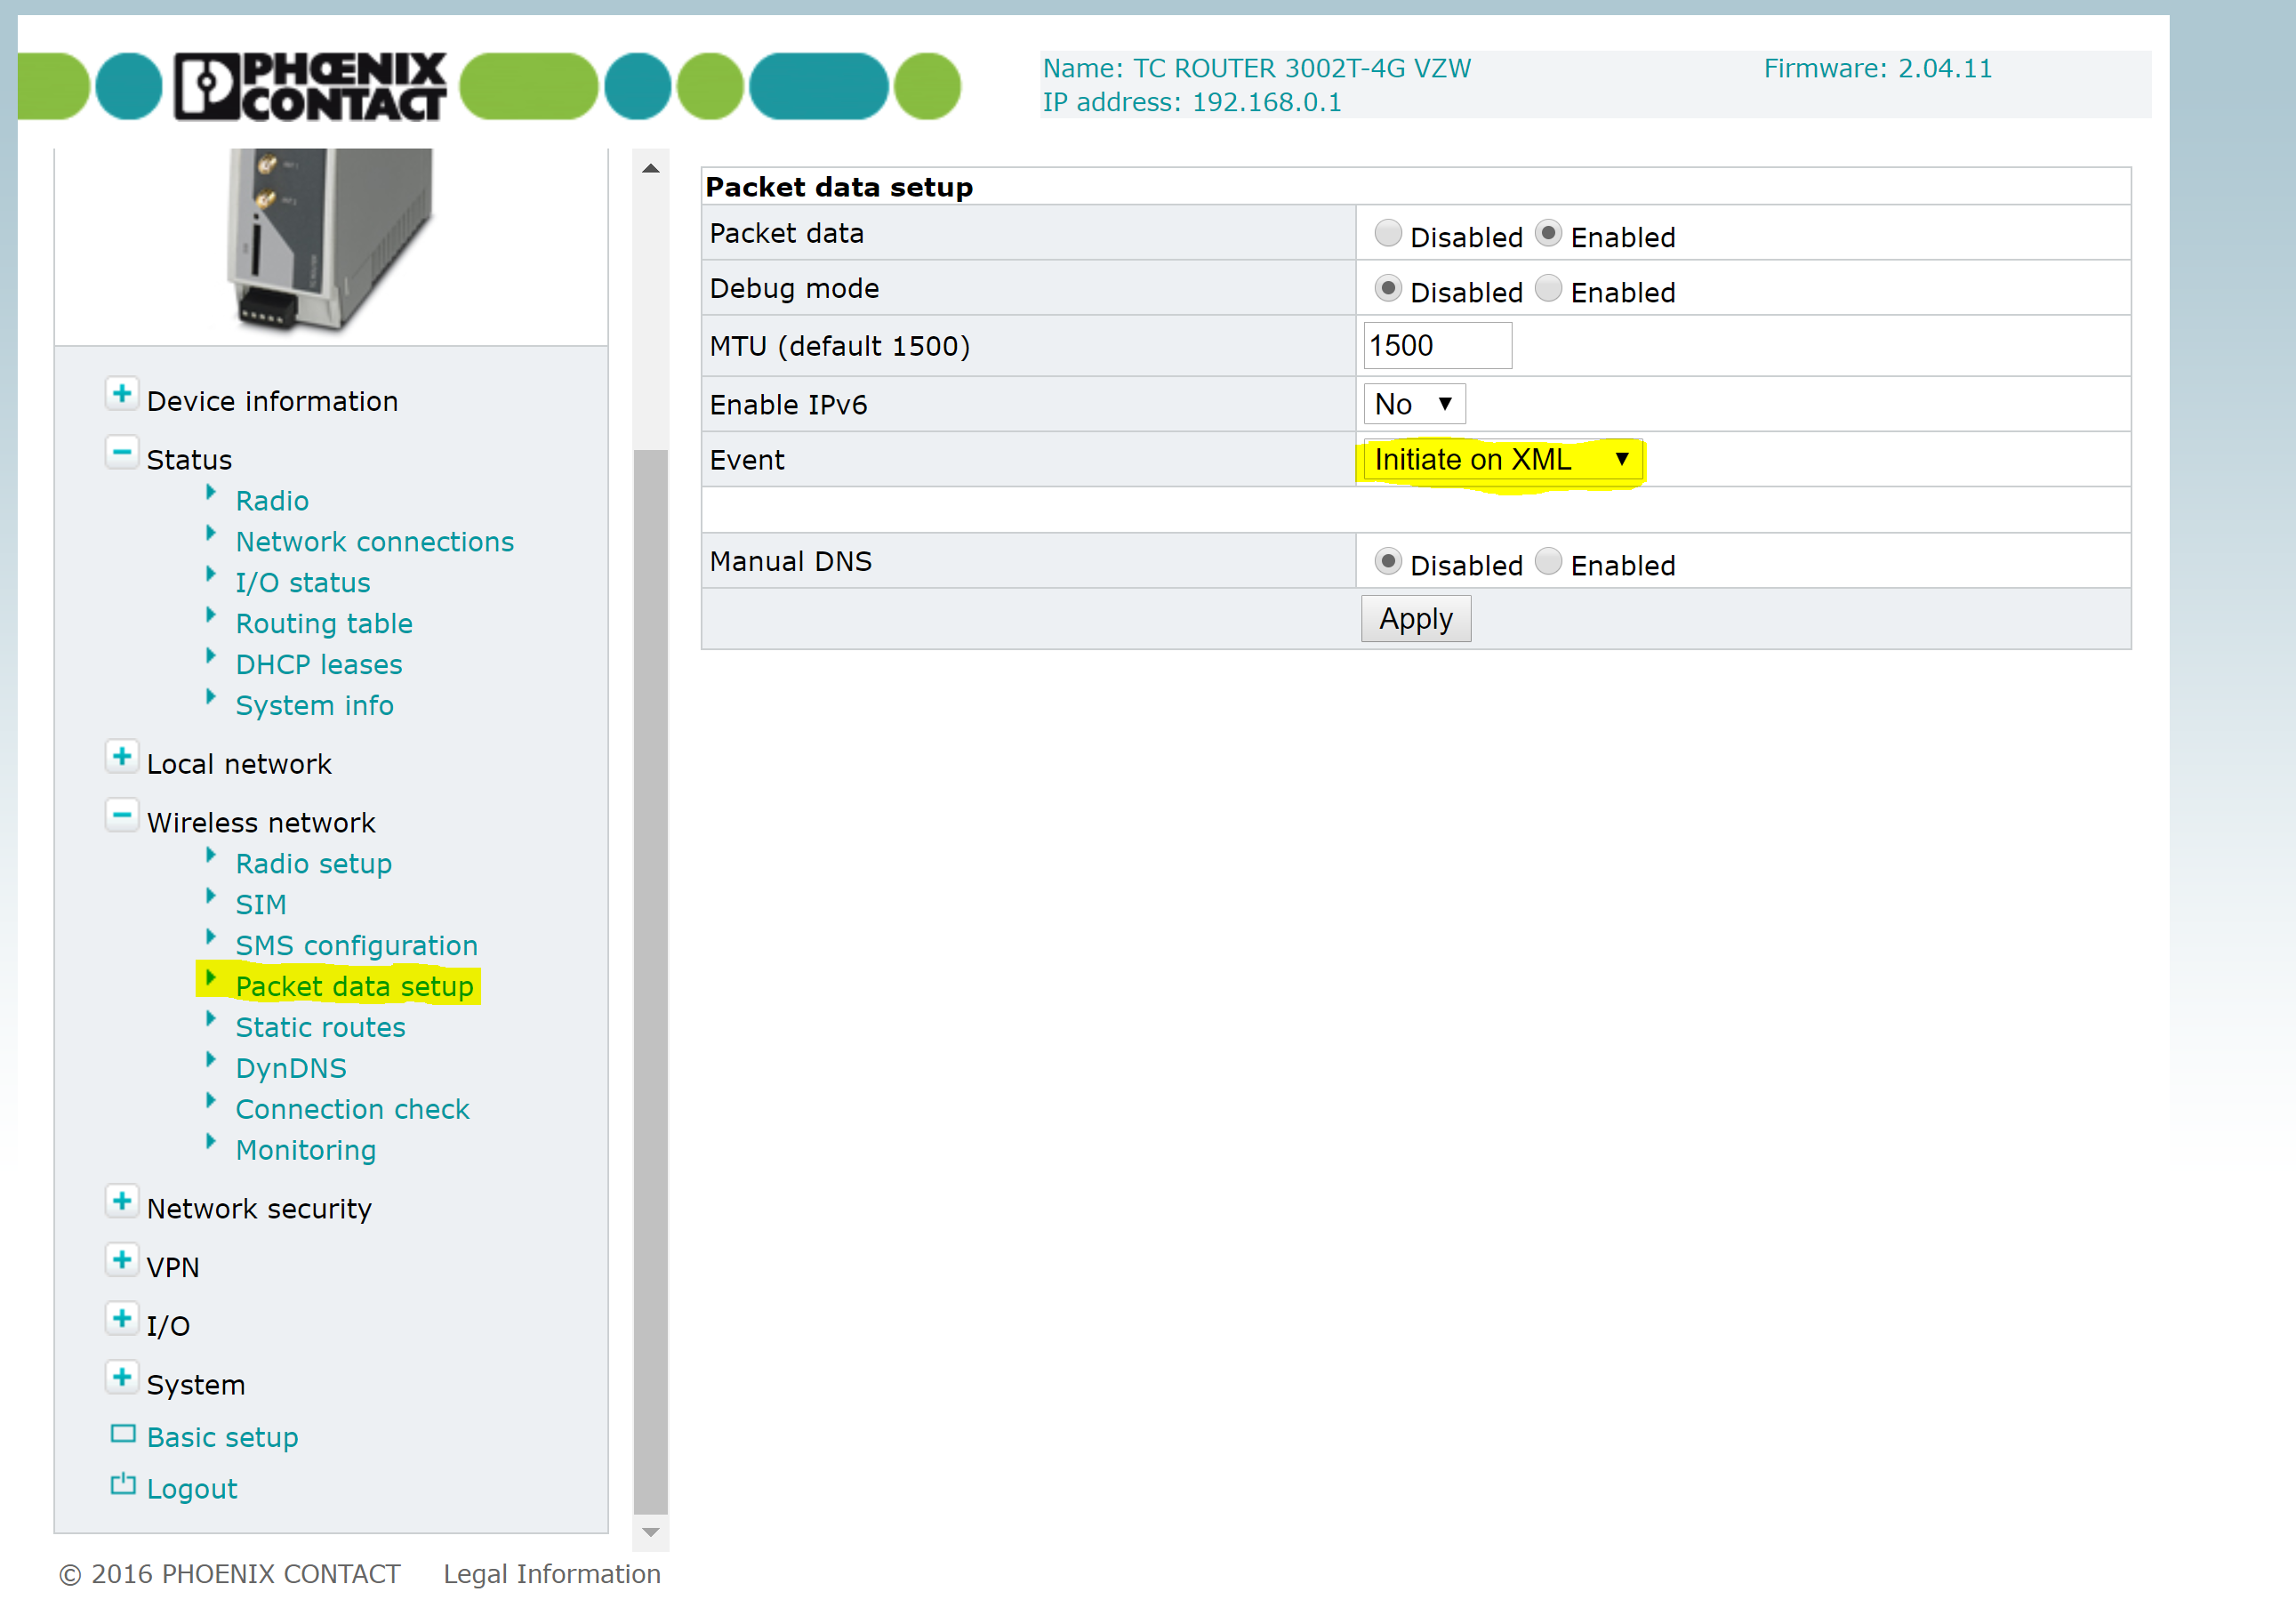 PHŒNIX
CONTACT
Name: TC ROUTER 3002T-4G VZW Firmware: 2.04.11
IP address: 192.168.0.1
Device information
Status
Radio
Network connections
I/O status
Routing table
DHCP leases
System info
Local network
Wireless network
Radio setup
SIM
SMS configuration
Packet data setup
Static routes
DynDNS
Connection check
Monitoring
Network security
VPN
I/O
System
Basic setup
Logout
Packet data setup
Packet data Disabled Enabled
Debug mode Disabled Enabled
MTU (default 1500) 1500
Enable IPv6 No
Event Initiate on XML
Manual DNS Disabled Enabled
Apply
© 2016 PHOENIX CONTACT Legal Information